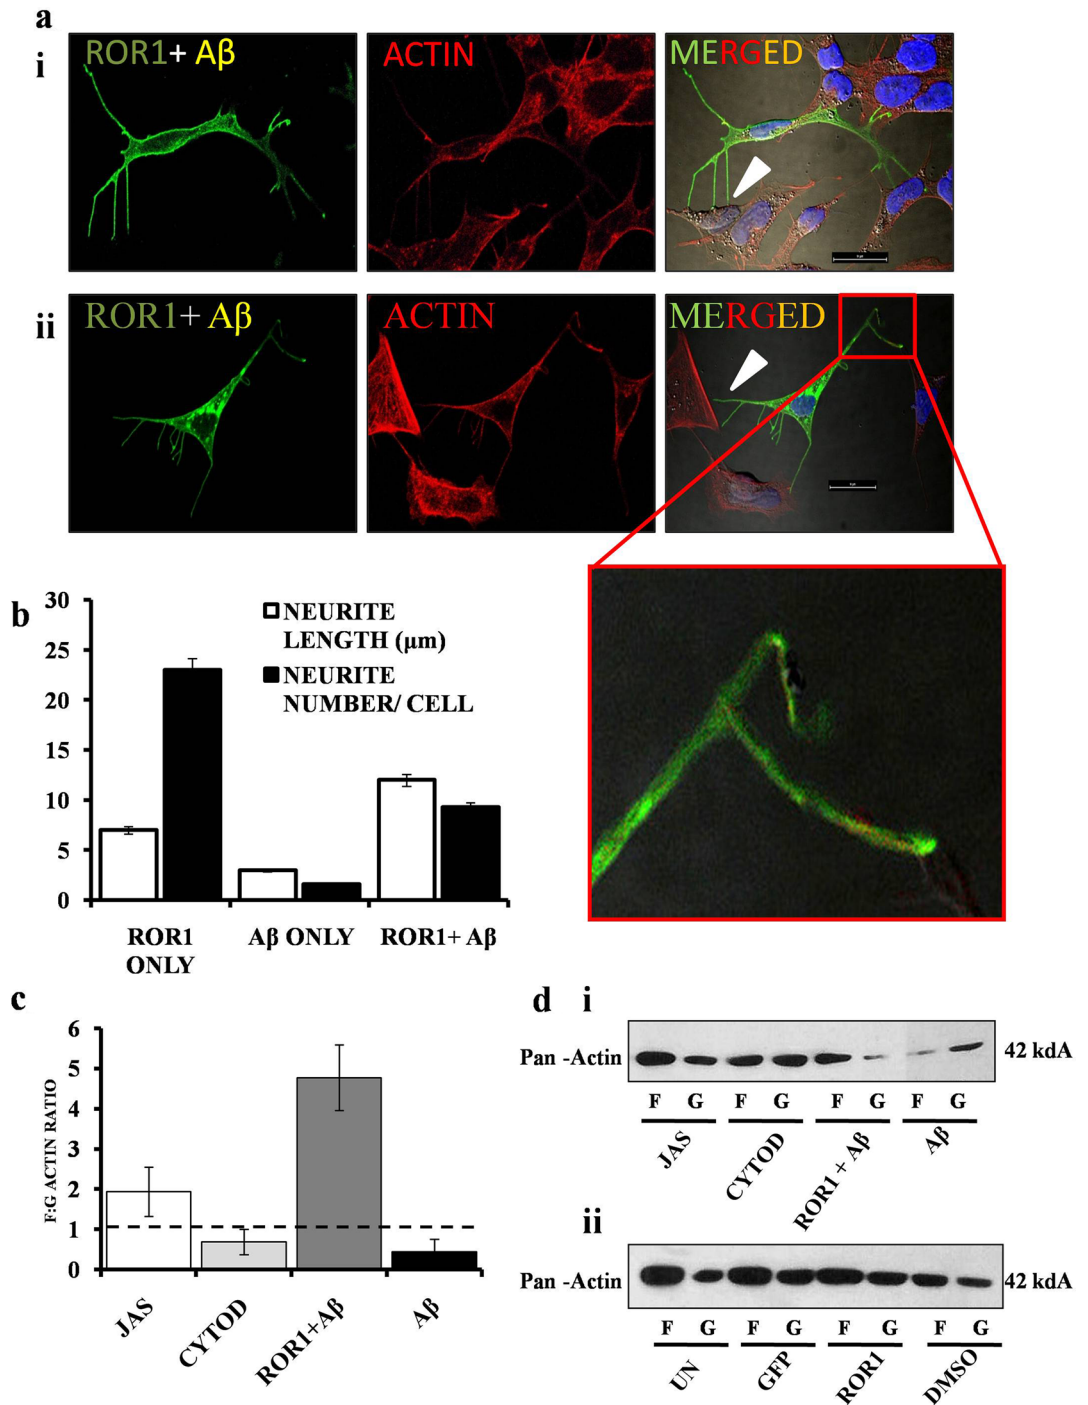 a
i
ROR1+ Aβ
ACTIN
MERGED
ii
ROR1+ Aβ
ACTIN
MERGED
b
30
25
20
15
10
5
0
NEURITE
LENGTH (µm)
NEURITE
NUMBER/ CELL
ROR1
ONLY
Aβ ONLY
ROR1+ Aβ
c
F:G ACTIN RATIO
6
5
4
3
2
1
0
JAS
CYTOD
ROR1+Aβ
Aβ
d
i
Pan -Actin
42 kdA
F G F G F G F G
JAS
CYTOD
ROR1 + Aβ
Aβ
ii
Pan -Actin
42 kdA
F G F G F G F G
UN
GFP
ROR1
DMSO